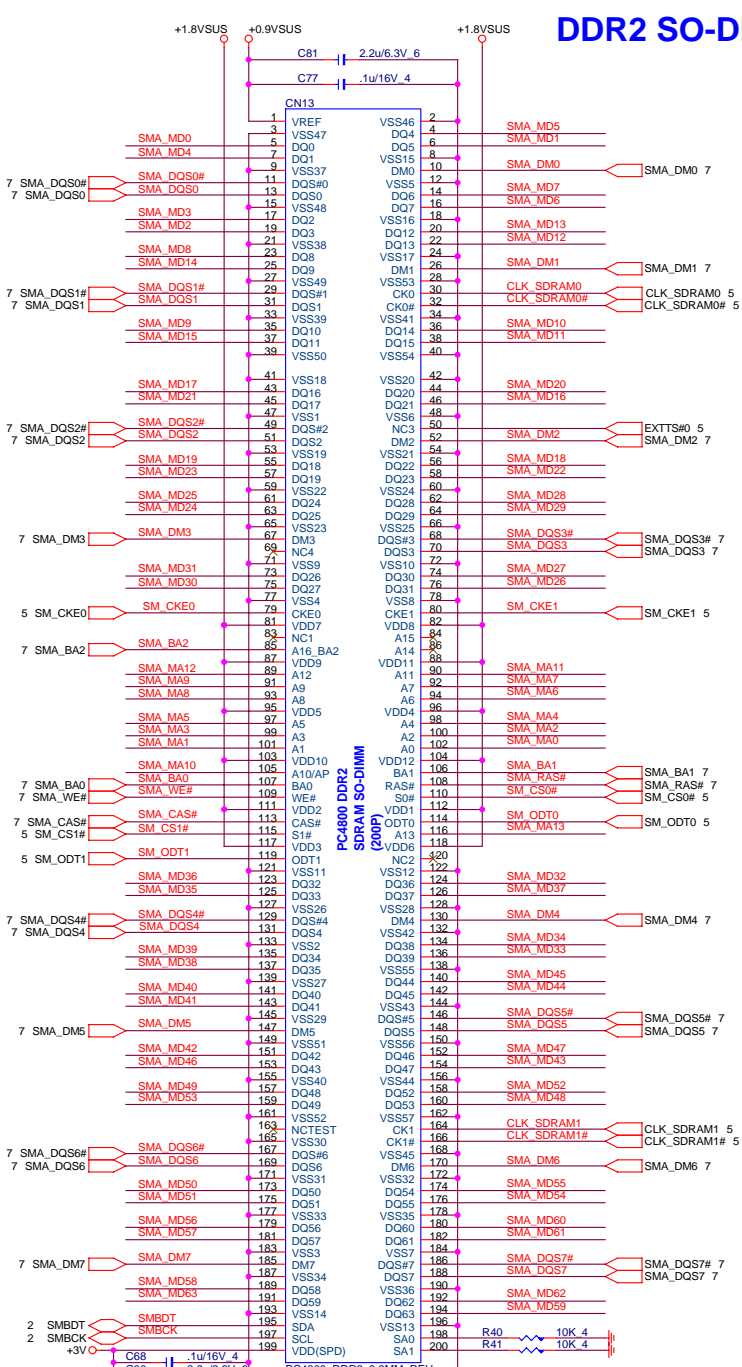 DDR2 SO-D
+1.8VSUS +0.9VSUS +1.8VSUS
C81 2.2u/6.3V_6
C77 .1u/16V_4
CN13
1 VREF VSS46 2
3 VSS47 DQ4 4 SMA_MD5
SMA_MD0 5 DQ0 DQ5 6 SMA_MD1
SMA_MD4 7 DQ1 VSS15 8
9 VSS37 DM0 10 SMA_DM0 SMA_DM0 7
7 SMA_DQS0# SMA_DQS0# 11 DQS#0 VSS5 12
7 SMA_DQS0 SMA_DQS0 13 DQS0 DQ6 14 SMA_MD7
15 VSS48 DQ7 16 SMA_MD6
SMA_MD3 17 DQ2 VSS16 18
SMA_MD2 19 DQ3 DQ12 20 SMA_MD13
21 VSS38 DQ13 22 SMA_MD12
SMA_MD8 23 DQ8 VSS17 24
SMA_MD14 25 DQ9 DM1 26 SMA_DM1 SMA_DM1 7
27 VSS49 VSS53 28
7 SMA_DQS1# SMA_DQS1# 29 DQS#1 CK0 30 CLK_SDRAM0 CLK_SDRAM0 5
7 SMA_DQS1 SMA_DQS1 31 DQS1 CK0# 32 CLK_SDRAM0# CLK_SDRAM0# 5
33 VSS39 VSS41 34
SMA_MD9 35 DQ10 DQ14 36 SMA_MD10
SMA_MD15 37 DQ11 DQ15 38 SMA_MD11
39 VSS50 VSS54 40
41 VSS18 VSS20 42
SMA_MD17 43 DQ16 DQ20 44 SMA_MD20
SMA_MD21 45 DQ17 DQ21 46 SMA_MD16
47 VSS1 VSS6 48
7 SMA_DQS2# SMA_DQS2# 49 DQS#2 NC3 50 EXTTS#0 5
7 SMA_DQS2 SMA_DQS2 51 DQS2 DM2 52 SMA_DM2 SMA_DM2 7
53 VSS19 VSS21 54
SMA_MD19 55 DQ18 DQ22 56 SMA_MD18
SMA_MD23 57 DQ19 DQ23 58 SMA_MD22
59 VSS22 VSS24 60
SMA_MD25 61 DQ24 DQ28 62 SMA_MD28
SMA_MD24 63 DQ25 DQ29 64 SMA_MD29
65 VSS23 VSS25 66
7 SMA_DM3 SMA_DM3 67 DM3 DQS#3 68 SMA_DQS3# SMA_DQS3# 7
69 NC4 DQS3 70 SMA_DQS3 SMA_DQS3 7
71 VSS9 VSS10 72
SMA_MD31 73 DQ26 DQ30 74 SMA_MD27
SMA_MD30 75 DQ27 DQ31 76 SMA_MD26
77 VSS4 VSS8 78
5 SM_CKE0 SM_CKE0 79 CKE0 CKE1 80 SM_CKE1 SM_CKE1 5
81 VDD7 VDD8 82
83 NC1 A15 84
7 SMA_BA2 SMA_BA2 85 A16_BA2 A14 86
87 VDD9 VDD11 88
SMA_MA12 89 A12 A11 90 SMA_MA11
SMA_MA9 91 A9 A7 92 SMA_MA7
SMA_MA8 93 A8 A6 94 SMA_MA6
95 VDD5 VDD4 96
SMA_MA5 97 A5 A4 98 SMA_MA4
SMA_MA3 99 A3 A2 100 SMA_MA2
SMA_MA1 101 A1 A0 102 SMA_MA0
103 VDD10 VDD12 104
SMA_MA10 105 A10/AP BA1 106 SMA_BA1 SMA_BA1 7
7 SMA_BA0 SMA_BA0 107 BA0 RAS# 108 SMA_RAS# SMA_RAS# 7
7 SMA_WE# SMA_WE# 109 WE# S0# 110 SM_CS0# SM_CS0# 5
111 VDD2 VDD1 112
7 SMA_CAS# SMA_CAS# 113 CAS# ODT0 114 SM_ODT0 SM_ODT0 5
5 SM_CS1# SM_CS1# 115 S1# A13 116 SMA_MA13
117 VDD3 VDD6 118
5 SM_ODT1 SM_ODT1 119 ODT1 NC2 120
PC4800 DDR2
SDRAM SO-DIMM
(200P)
121 VSS11 VSS12 122
SMA_MD36 123 DQ32 DQ36 124 SMA_MD32
SMA_MD35 125 DQ33 DQ37 126 SMA_MD37
127 VSS26 VSS28 128
7 SMA_DQS4# SMA_DQS4# 129 DQS#4 DM4 130 SMA_DM4 SMA_DM4 7
7 SMA_DQS4 SMA_DQS4 131 DQS4 VSS42 132
133 VSS2 DQ38 134 SMA_MD34
SMA_MD39 135 DQ34 DQ39 136 SMA_MD33
SMA_MD38 137 DQ35 VSS55 138
139 VSS27 DQ44 140 SMA_MD45
SMA_MD40 141 DQ40 DQ45 142 SMA_MD44
SMA_MD41 143 DQ41 VSS43 144
145 VSS29 DQS#5 146 SMA_DQS5# SMA_DQS5# 7
7 SMA_DM5 SMA_DM5 147 DM5 DQS5 148 SMA_DQS5 SMA_DQS5 7
149 VSS51 VSS56 150
SMA_MD42 151 DQ42 DQ46 152 SMA_MD47
SMA_MD46 153 DQ43 DQ47 154 SMA_MD43
155 VSS40 VSS44 156
SMA_MD49 157 DQ48 DQ52 158 SMA_MD52
SMA_MD53 159 DQ49 DQ53 160 SMA_MD48
161 VSS52 VSS57 162
163 NCTEST CK1 164 CLK_SDRAM1 CLK_SDRAM1 5
165 VSS30 CK1# 166 CLK_SDRAM1# CLK_SDRAM1# 5
7 SMA_DQS6# SMA_DQS6# 167 DQS#6 VSS45 168
7 SMA_DQS6 SMA_DQS6 169 DQS6 DM6 170 SMA_DM6 SMA_DM6 7
171 VSS31 VSS32 172
SMA_MD50 173 DQ50 DQ54 174 SMA_MD55
SMA_MD51 175 DQ51 DQ55 176 SMA_MD54
177 VSS33 VSS35 178
SMA_MD56 179 DQ56 DQ60 180 SMA_MD60
SMA_MD57 181 DQ57 DQ61 182 SMA_MD61
183 VSS3 VSS7 184
7 SMA_DM7 SMA_DM7 185 DM7 DQS#7 186 SMA_DQS7# SMA_DQS7# 7
187 VSS34 DQS7 188 SMA_DQS7 SMA_DQS7 7
SMA_MD58 189 DQ58 VSS36 190
SMA_MD63 191 DQ59 DQ62 192 SMA_MD62
193 VSS14 DQ63 194 SMA_MD59
2 SMBDT SMBDT 195 SDA VSS13 196
2 SMBCK SMBCK 197 SCL SA0 198 R40 10K_4
+3V 199 VDD(SPD) SA1 200 R41 10K_4
C68 .1u/16V_4